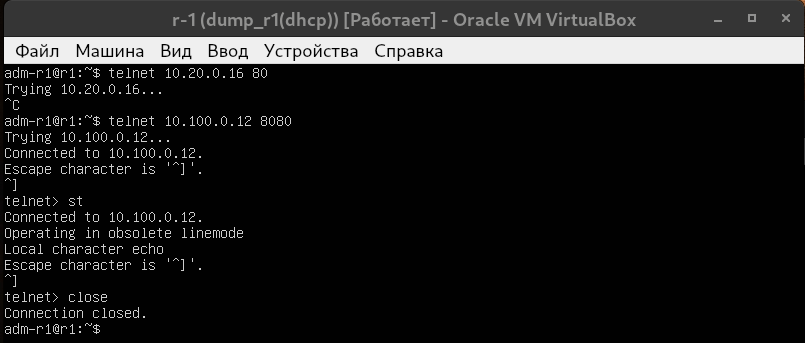 r-1 (dump_r1(dhcp)) [Работает] - Oracle VM VirtualBox
Файл Машина Вид Ввод Устройства Справка
adm-r1@r1:~$ telnet 10.20.0.16 80
Trying 10.20.0.16...
^C
adm-r1@r1:~$ telnet 10.100.0.12 8080
Trying 10.100.0.12...
Connected to 10.100.0.12.
Escape character is '^]'.
^]
telnet> st
Connected to 10.100.0.12.
Operating in obsolete linemode
Local character echo
Escape character is '^]'.
^]
telnet> close
Connection closed.
adm-r1@r1:~$